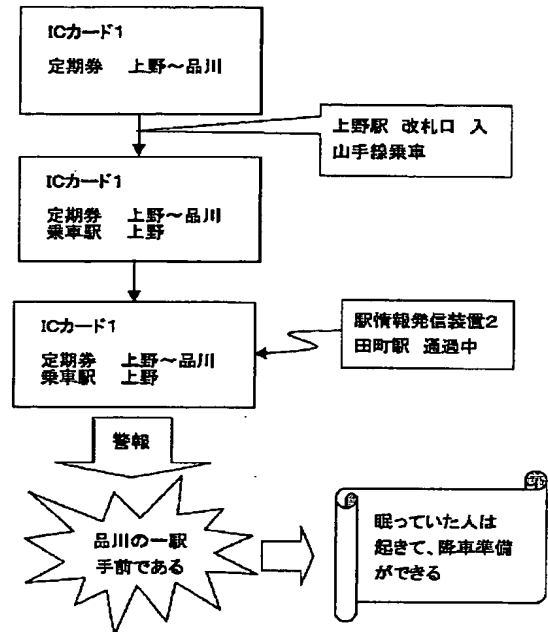 ICカード1
定期券 上野～品川
上野駅 改札口 入
山手線乗車
ICカード1
定期券 上野～品川
乗車駅 上野
ICカード1
定期券 上野～品川
乗車駅 上野
駅情報発信装置2
田町駅 通過中
警報
品川の一駅
手前である
眠っていた人は
起きて、降車準備
ができる